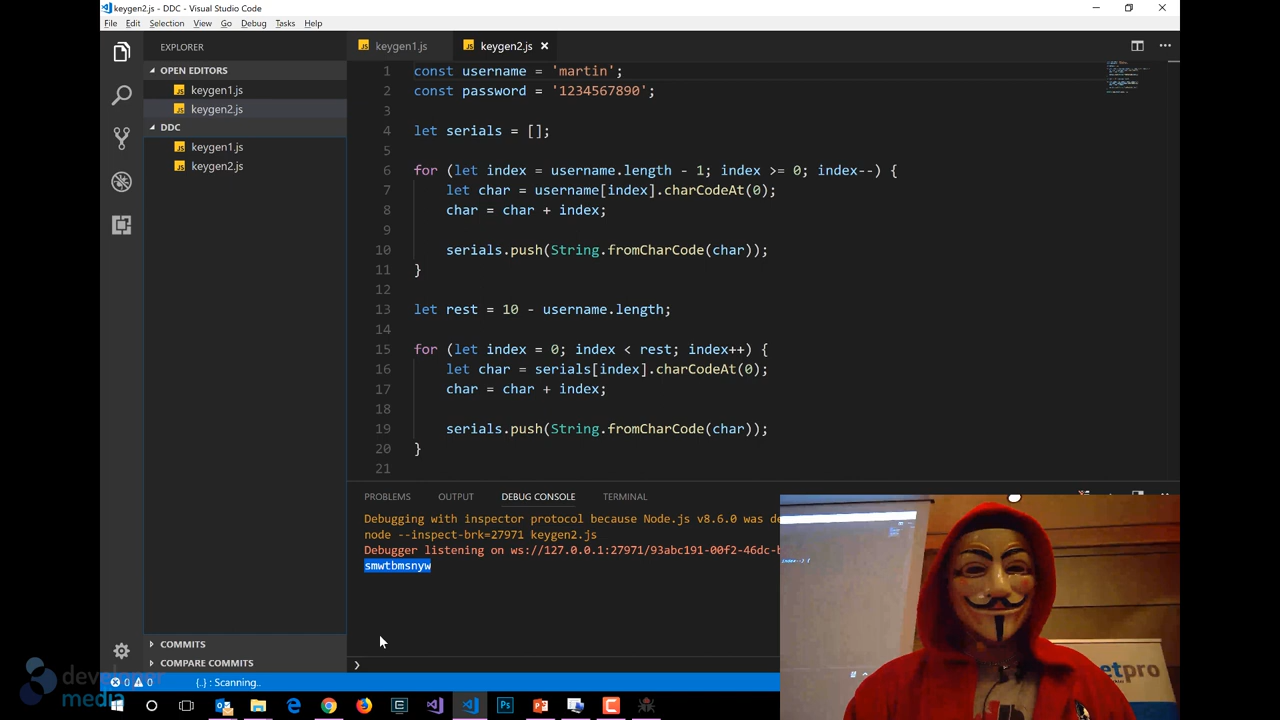 keygen2.js - DDC - Visual Studio Code
File Edit Selection View Go Debug Tasks Help
EXPLORER
keygen1.js
keygen2.js
OPEN EDITORS
keygen1.js
keygen2.js
DDC
keygen1.js
keygen2.js
COMMITS
COMPARE COMMITS
1 const username = 'martin';
2 const password = '1234567890';
3
4 let serials = [];
5
6 for (let index = username.length - 1; index >= 0; index--) {
7 let char = username[index].charCodeAt(0);
8 char = char + index;
9
10 serials.push(String.fromCharCode(char));
11 }
12
13 let rest = 10 - username.length;
14
15 for (let index = 0; index < rest; index++) {
16 let char = serials[index].charCodeAt(0);
17 char = char + index;
18
19 serials.push(String.fromCharCode(char));
20 }
21
PROBLEMS OUTPUT DEBUG CONSOLE TERMINAL
Debugging with inspector protocol because Node.js v8.6.0 was de
node --inspect-brk=27971 keygen2.js
Debugger listening on ws://127.0.0.1:27971/93abc191-00f2-46dc-b
smwtbmsnyw
etpro
developer
media
0 0 {..} : Scanning..